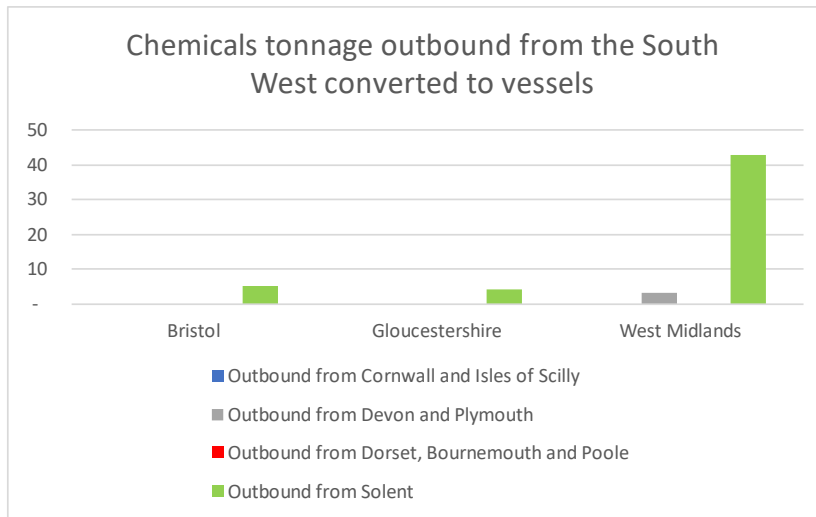 Chemicals tonnage outbound from the South
West converted to vessels
50
40
30
20
10
-
Bristol Gloucestershire West Midlands
Outbound from Cornwall and Isles of Scilly
Outbound from Devon and Plymouth
Outbound from Dorset, Bournemouth and Poole
Outbound from Solent